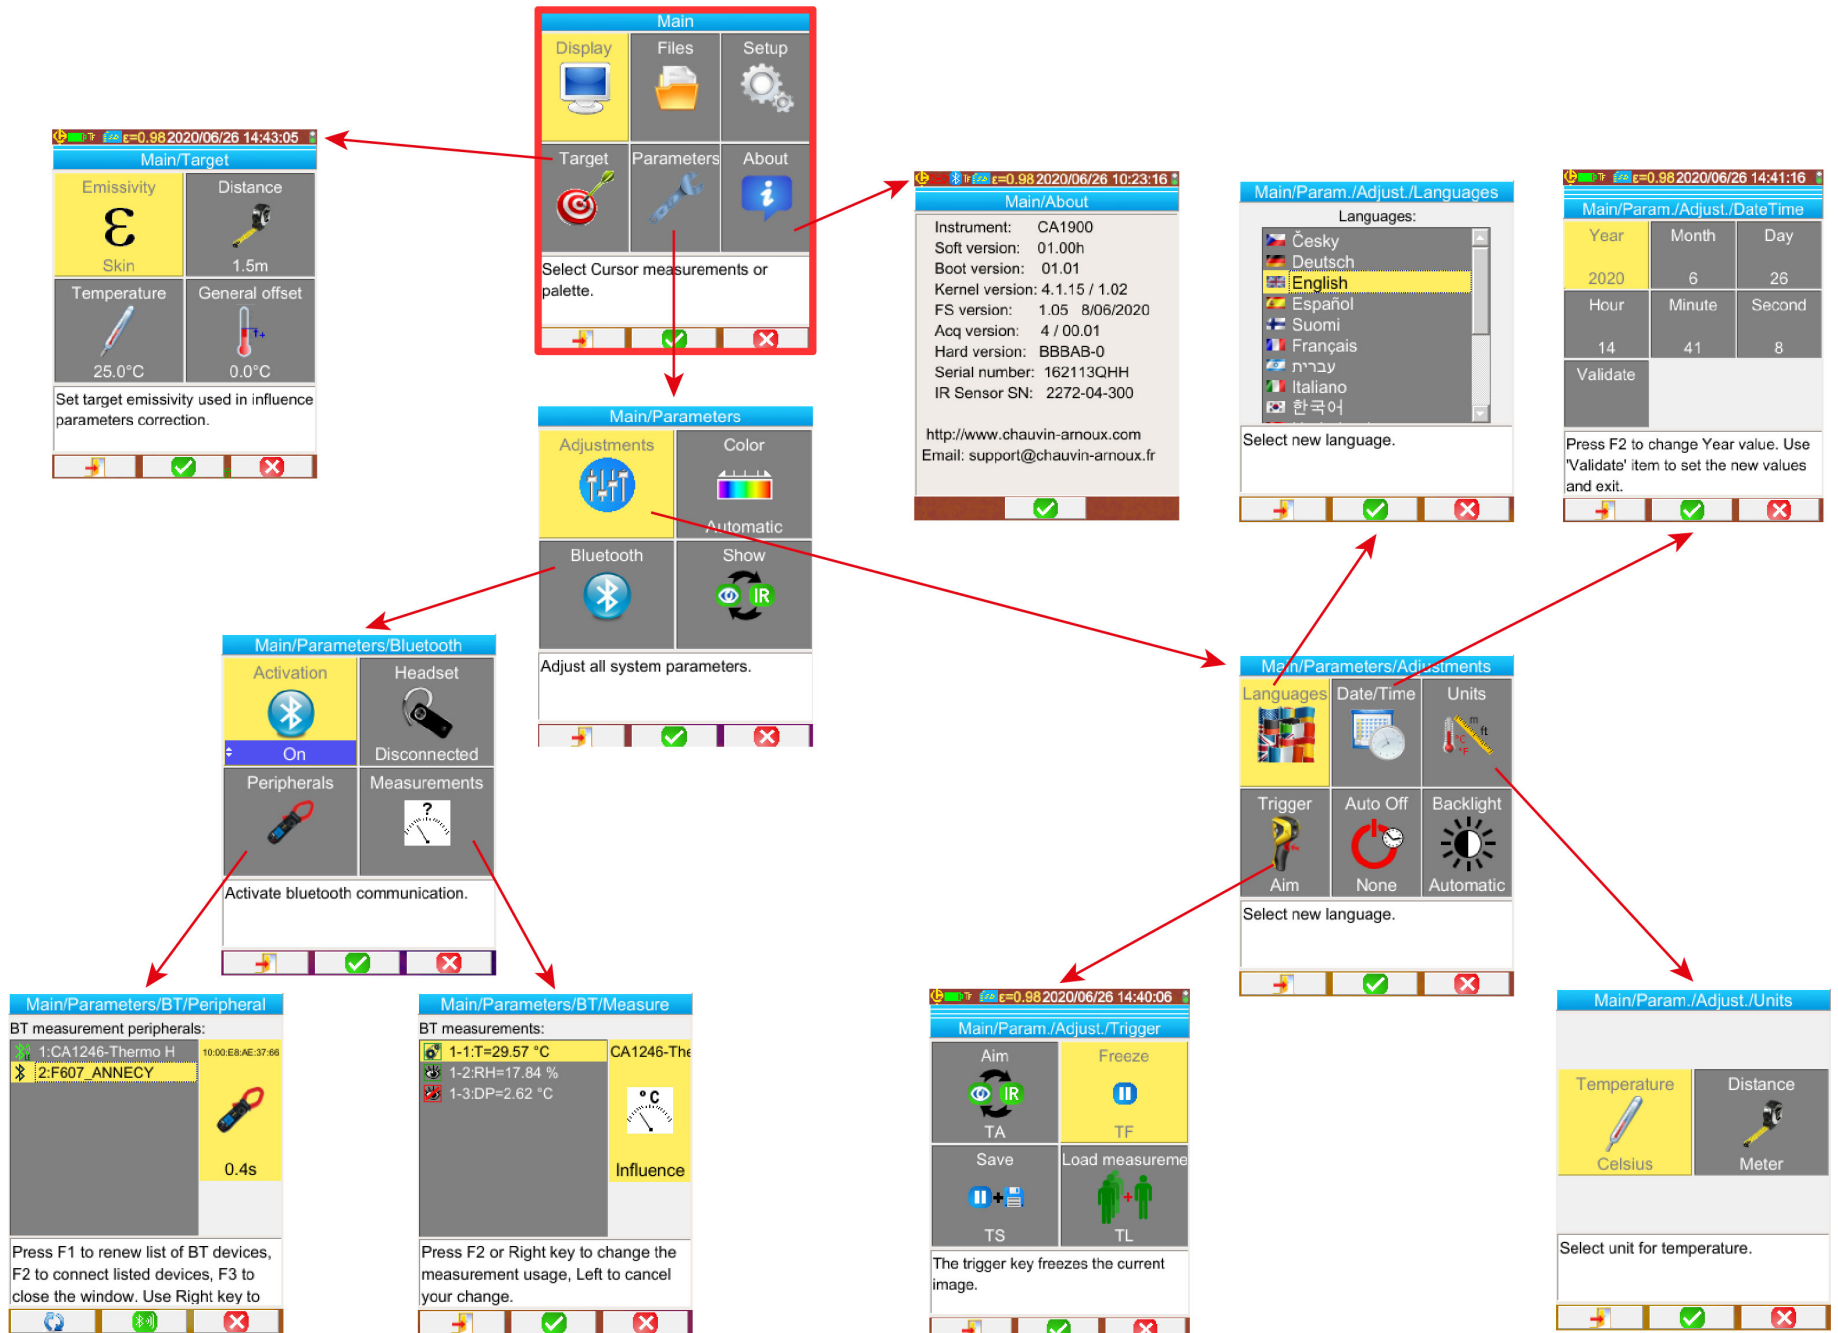 Main
Display Files Setup
Target Parameters About
Select Cursor measurements or
palette.
TF ε=0.98 2020/06/26 14:43:05
Main/Target
Emissivity Distance
ε
Skin 1.5m
Temperature General offset
25.0°C 0.0°C
Set target emissivity used in influence
parameters correction.
TF ε=0.98 2020/06/26 10:23:16
Main/About
Instrument: CA1900
Soft version: 01.00h
Boot version: 01.01
Kernel version: 4.1.15 / 1.02
FS version: 1.05 8/06/2020
Acq version: 4 / 00.01
Hard version: BBBAB-0
Serial number: 162113QHH
IR Sensor SN: 2272-04-300
http://www.chauvin-arnoux.com
Email: support@chauvin-arnoux.fr
Main/Param./Adjust./Languages
Languages:
Česky
Deutsch
English
Español
Suomi
Français
עברית
Italiano
한국어
Select new language.
ε=0.98 2020/06/26 14:41:16
Main/Param./Adjust./DateTime
Year Month Day
2020 6 26
Hour Minute Second
14 41 8
Validate
Press F2 to change Year value. Use
'Validate' item to set the new values
and exit.
Main/Parameters
Adjustments Color
Automatic
Bluetooth Show
IR
Adjust all system parameters.
Main/Parameters/Bluetooth
Activation Headset
On Disconnected
Peripherals Measurements
?
Activate bluetooth communication.
Main/Parameters/Adjustments
Languages Date/Time Units
m
ft
°C
°F
Trigger Auto Off Backlight
Aim None Automatic
Select new language.
Main/Parameters/BT/Peripheral
BT measurement peripherals:
1:CA1246-Thermo H 10:00:E8:AE:37:66
2:F607_ANNECY
0.4s
Press F1 to renew list of BT devices,
F2 to connect listed devices, F3 to
close the window. Use Right key to
Main/Parameters/BT/Measure
BT measurements:
1-1:T=29.57 °C CA1246-The
1-2:RH=17.84 %
1-3:DP=2.62 °C
°C
Influence
Press F2 or Right key to change the
measurement usage, Left to cancel
your change.
TF ε=0.98 2020/06/26 14:40:06
Main/Param./Adjust./Trigger
Aim Freeze
IR
TA TF
Save Load measureme
TS TL
The trigger key freezes the current
image.
Main/Param./Adjust./Units
Temperature Distance
Celsius Meter
Select unit for temperature.